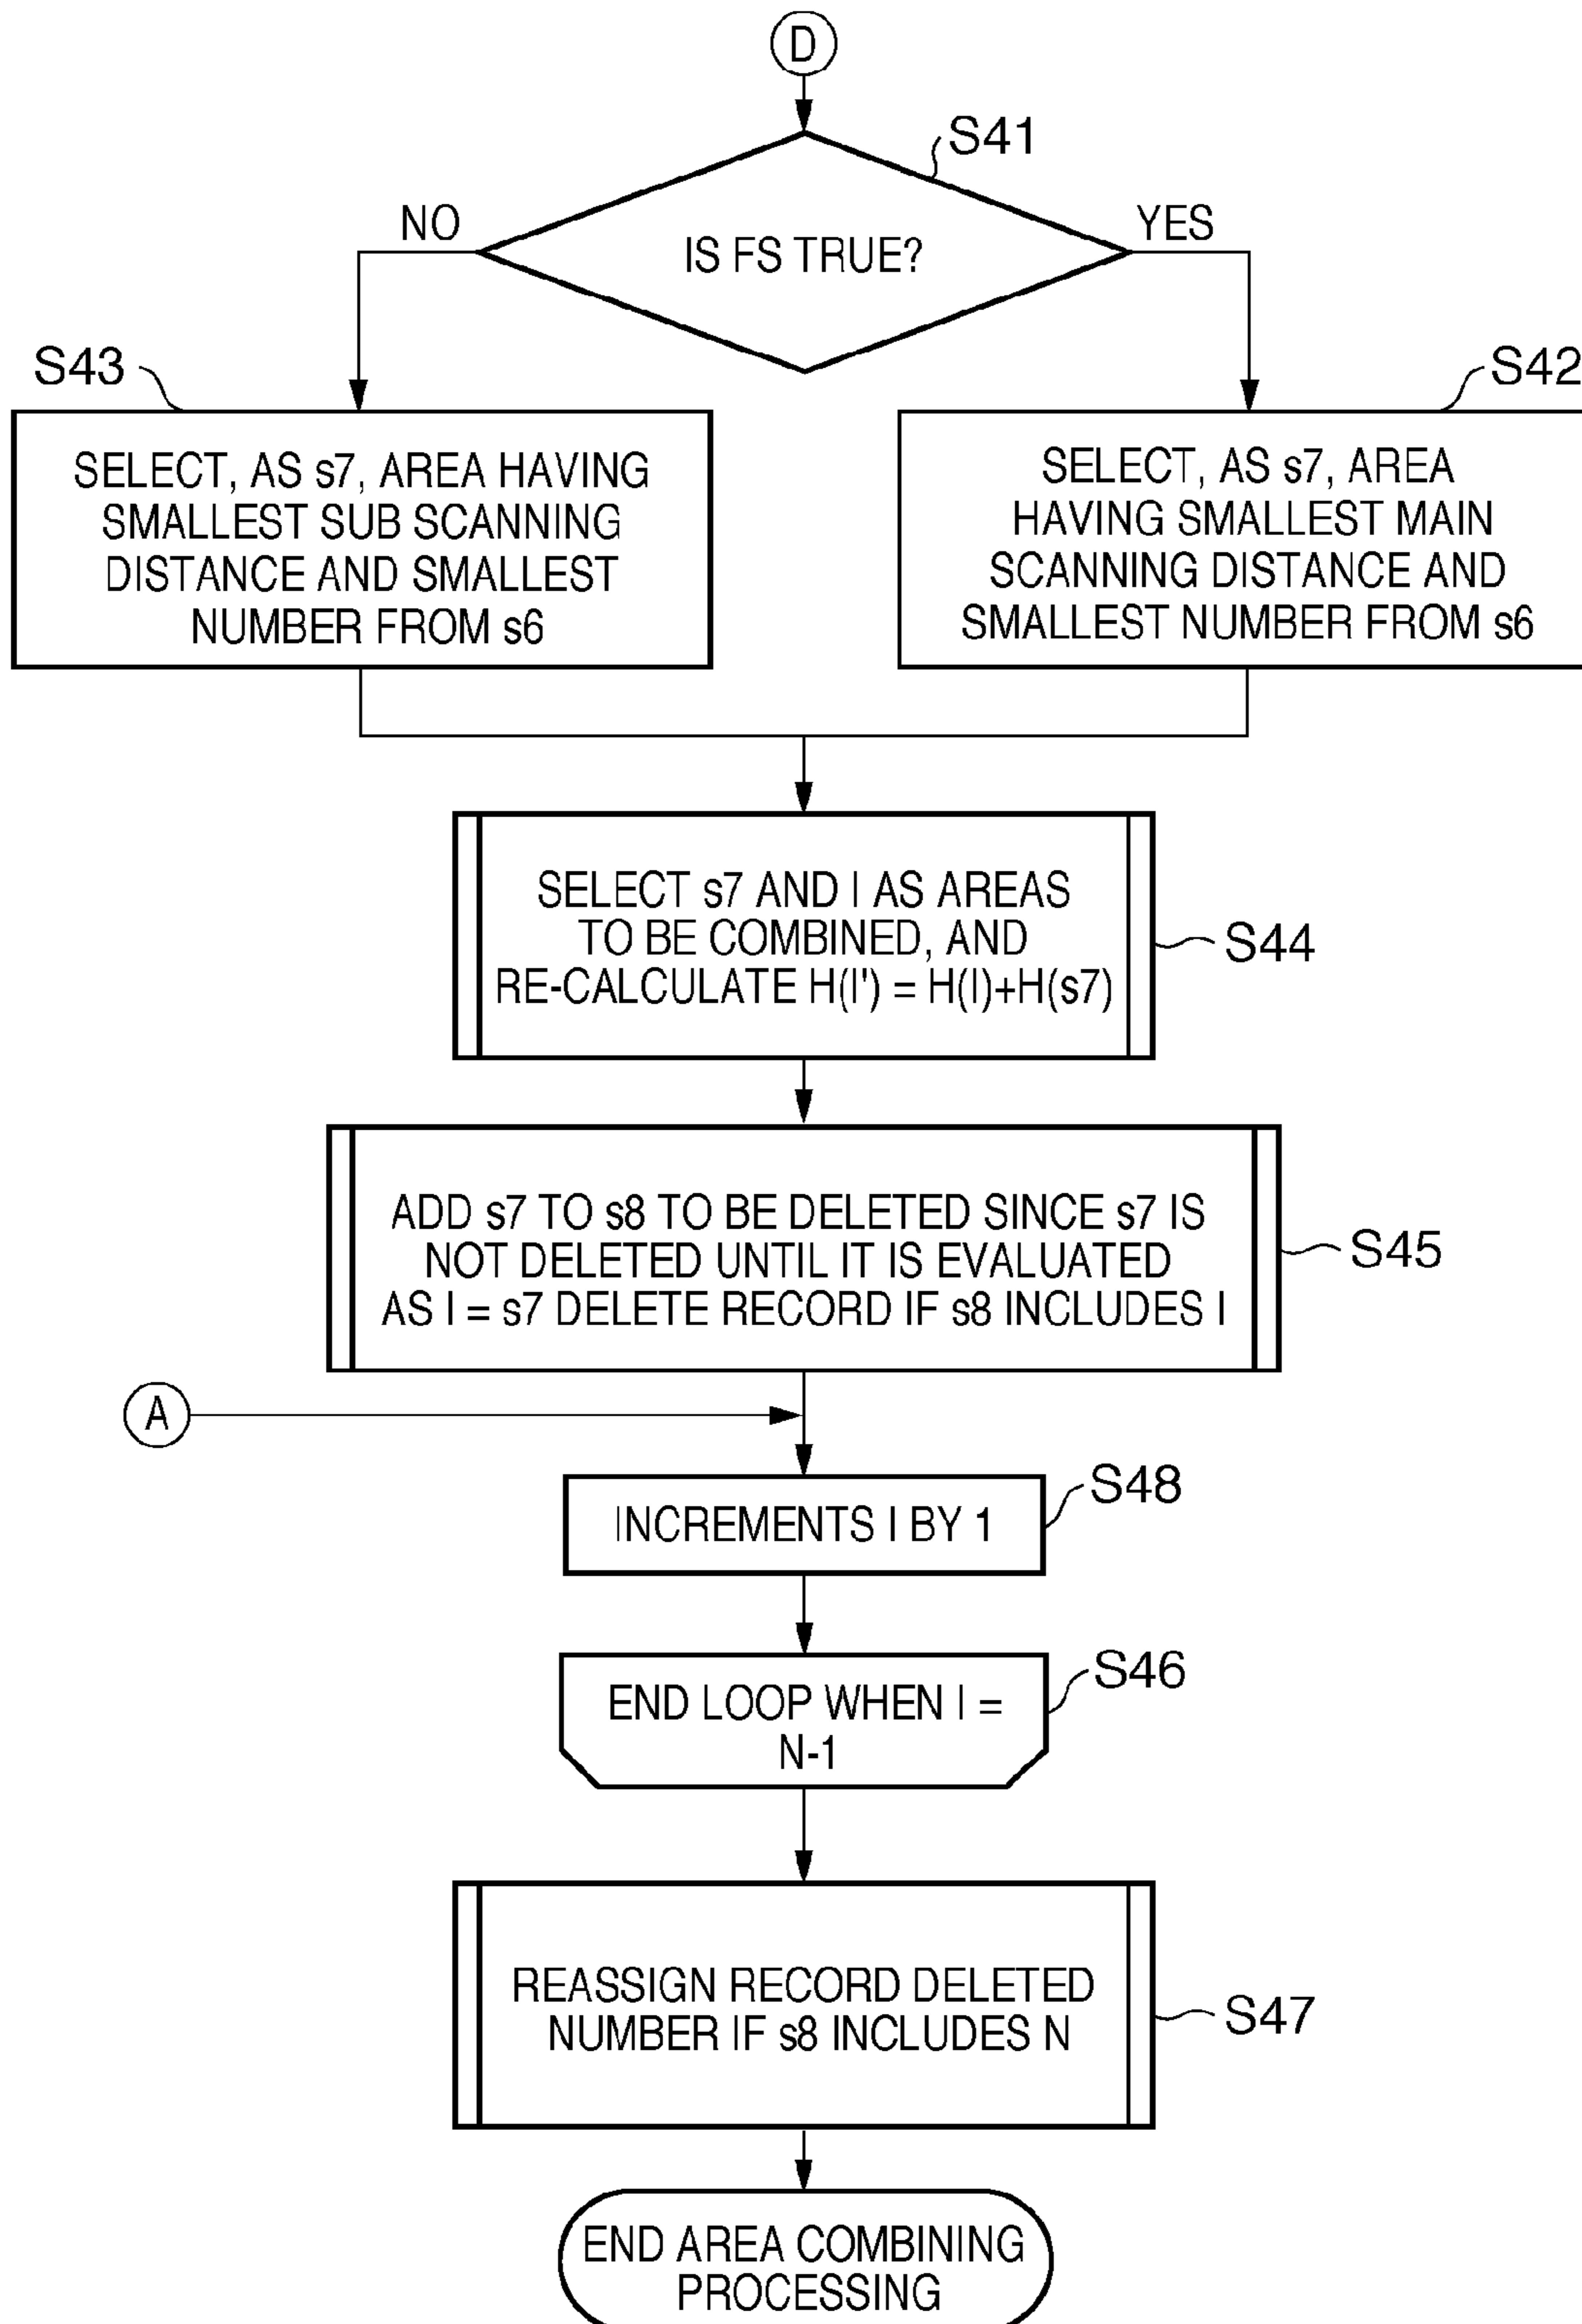 D
S41
NO
YES
IS FS TRUE?
S43
S42
SELECT, AS s7, AREA HAVING
SMALLEST SUB SCANNING
DISTANCE AND SMALLEST
NUMBER FROM s6
SELECT, AS s7, AREA
HAVING SMALLEST MAIN
SCANNING DISTANCE AND
SMALLEST NUMBER FROM s6
SELECT s7 AND I AS AREAS
TO BE COMBINED, AND
RE-CALCULATE H(I') = H(I)+H(s7)
S44
ADD s7 TO s8 TO BE DELETED SINCE s7 IS
NOT DELETED UNTIL IT IS EVALUATED
AS I = s7 DELETE RECORD IF s8 INCLUDES I
S45
A
S48
INCREMENTS I BY 1
S46
END LOOP WHEN I =
N-1
REASSIGN RECORD DELETED
NUMBER IF s8 INCLUDES N
S47
END AREA COMBINING
PROCESSING